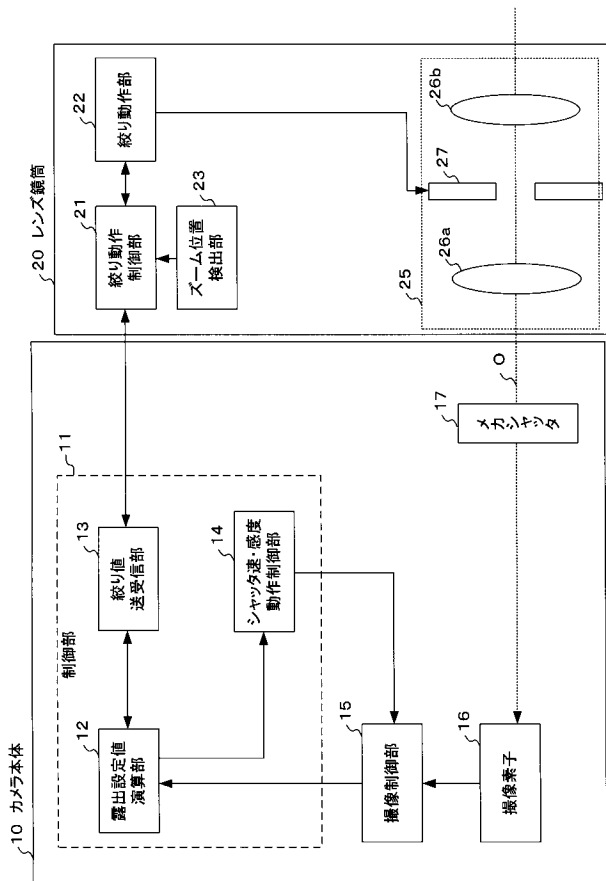 10 カメラ本体
11
制御部
12
露出設定値
演算部
13
絞り値
送受信部
14
シャッタ速・感度
動作制御部
15
撮像制御部
16
撮像素子
17
メカシャッタ
O
20 レンズ鏡筒
21
絞り動作
制御部
22
絞り動作部
23
ズーム位置
検出部
25
26a
27
26b